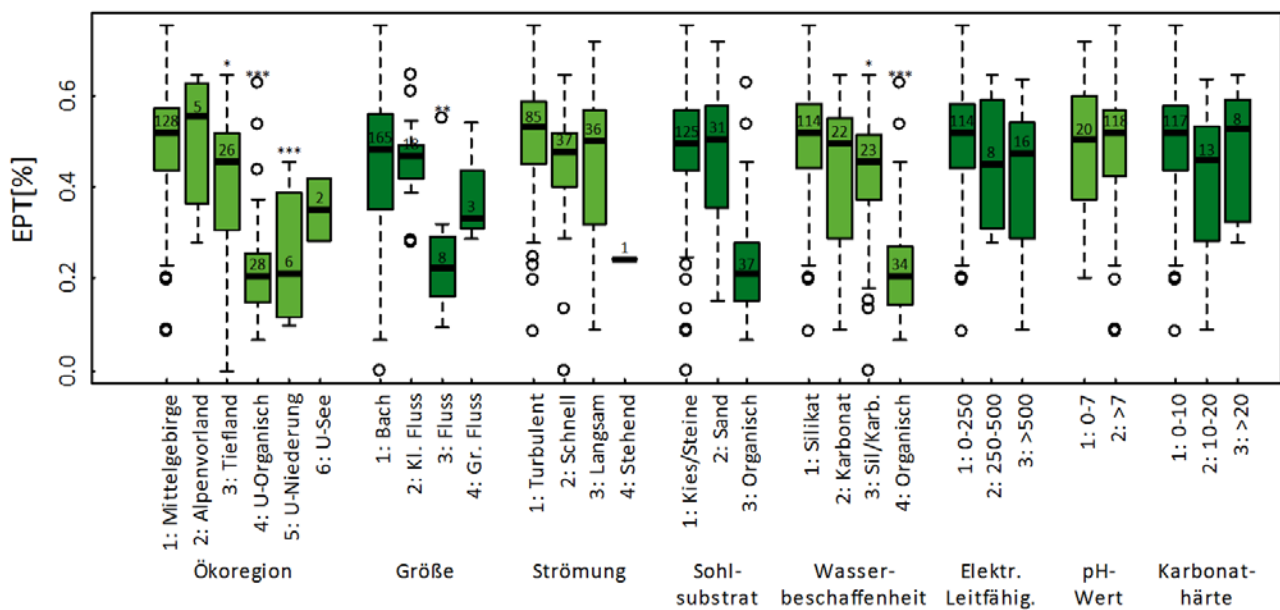 EPT[%]
0.6
0.4
0.2
0.0
128
5
*
26
***
28
***
6
2
165
18
**
8
3
85
37
36
1
125
31
37
114
22
*
23
***
34
114
8
16
20
118
117
13
8
1: Mittelgebirge
2: Alpenvorland
3: Tiefland
4: U-Organisch
5: U-Niederung
6: U-See
1: Bach
2: Kl. Fluss
3: Fluss
4: Gr. Fluss
1: Turbulent
2: Schnell
3: Langsam
4: Stehend
1: Kies/Steine
2: Sand
3: Organisch
1: Silikat
2: Karbonat
3: Sil/Karb.
4: Organisch
1: 0-250
2: 250-500
3: >500
1: 0-7
2: >7
1: 0-10
2: 10-20
3: >20
Ökoregion
Größe
Strömung
Sohl-
substrat
Wasser-
beschaffenheit
Elektr.
Leitfähig.
pH-
Wert
Karbonat-
härte